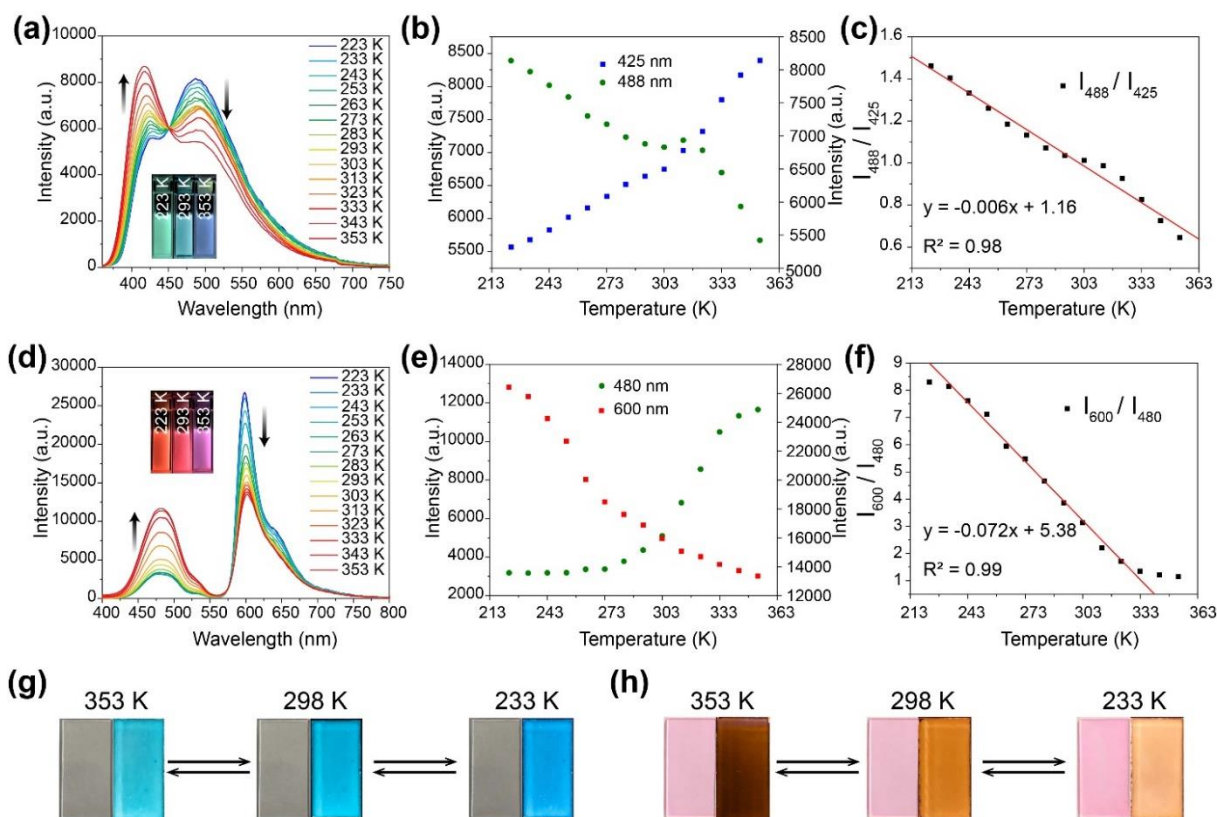 (a)
10000
8000
6000
4000
2000
0
Intensity (a.u.)
400 450 500 550 600 650 700 750
Wavelength (nm)
223 K
233 K
243 K
253 K
263 K
273 K
283 K
293 K
303 K
313 K
323 K
333 K
343 K
353 K
223 K
293 K
353 K
(b)
8500
8000
7500
7000
6500
6000
5500
Intensity (a.u.)
425 nm
488 nm
8500
8000
7500
7000
6500
6000
5500
5000
Intensity (a.u.)
213 243 273 303 333 363
Temperature (K)
(c)
1.6
1.4
1.2
1.0
0.8
0.6
I488 / I425
I488 / I425
y = -0.006x + 1.16
R² = 0.98
213 243 273 303 333 363
Temperature (K)
(d)
30000
25000
20000
15000
10000
5000
0
Intensity (a.u.)
400 450 500 550 600 650 700 750 800
Wavelength (nm)
223 K
233 K
243 K
253 K
263 K
273 K
283 K
293 K
303 K
313 K
323 K
333 K
343 K
353 K
223 K
293 K
353 K
(e)
14000
12000
10000
8000
6000
4000
2000
Intensity (a.u.)
480 nm
600 nm
28000
26000
24000
22000
20000
18000
16000
14000
12000
Intensity (a.u.)
213 243 273 303 333 363
Temperature (K)
(f)
9
8
7
6
5
4
3
2
1
I600 / I480
I600 / I480
y = -0.072x + 5.38
R² = 0.99
213 243 273 303 333 363
Temperature (K)
(g)
353 K 298 K 233 K
(h)
353 K 298 K 233 K